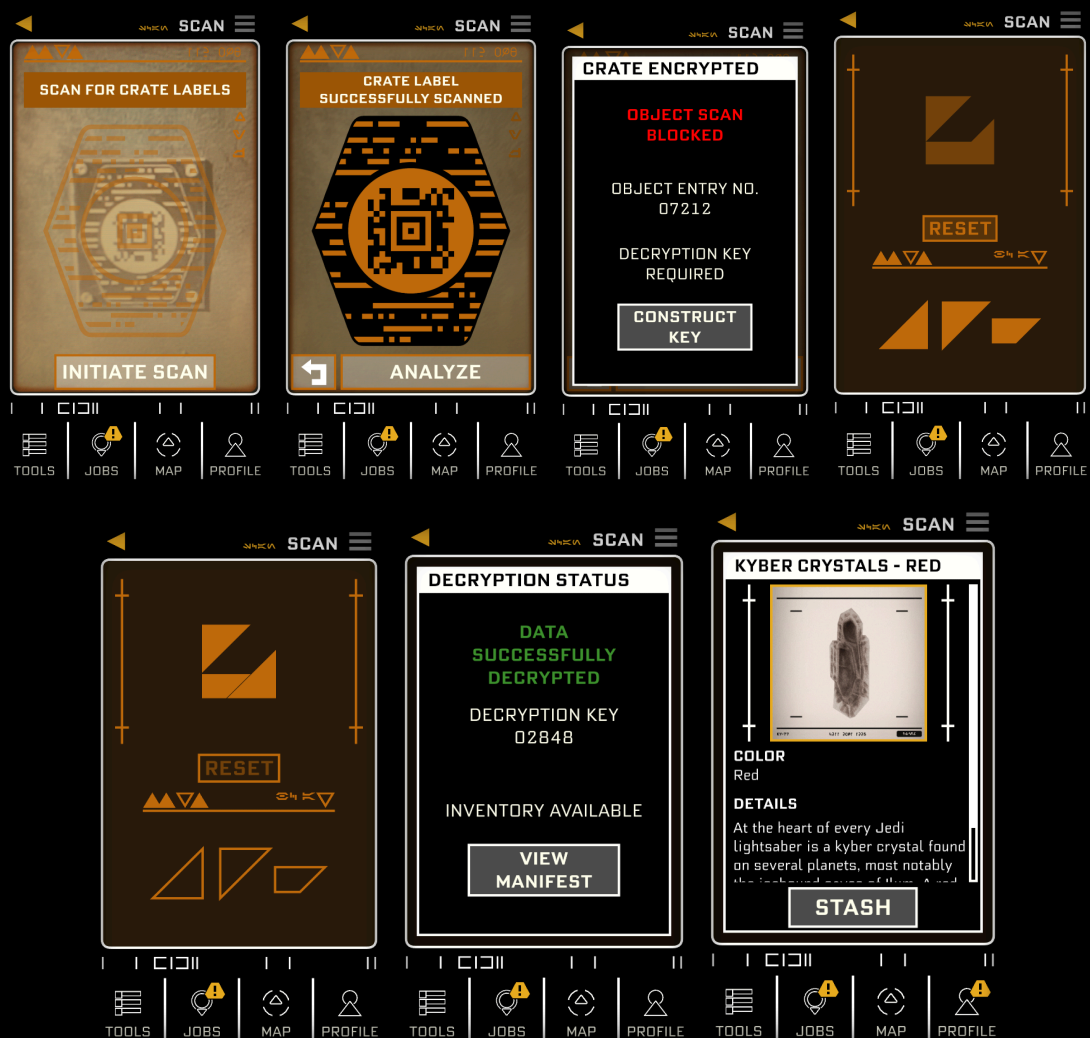 SCAN
SCAN FOR CRATE LABELS
INITIATE SCAN
TOOLS
JOBS
MAP
PROFILE
SCAN
CRATE LABEL
SUCCESSFULLY SCANNED
ANALYZE
TOOLS
JOBS
MAP
PROFILE
SCAN
CRATE ENCRYPTED
OBJECT SCAN
BLOCKED
OBJECT ENTRY NO.
07212
DECRYPTION KEY
REQUIRED
CONSTRUCT
KEY
TOOLS
JOBS
MAP
PROFILE
SCAN
RESET
TOOLS
JOBS
MAP
PROFILE
SCAN
RESET
TOOLS
JOBS
MAP
PROFILE
SCAN
DECRYPTION STATUS
DATA
SUCCESSFULLY
DECRYPTED
DECRYPTION KEY
02848
INVENTORY AVAILABLE
VIEW
MANIFEST
TOOLS
JOBS
MAP
PROFILE
SCAN
KYBER CRYSTALS - RED
COLOR
Red
DETAILS
At the heart of every Jedi
lightsaber is a kyber crystal found
on several planets, most notably
STASH
TOOLS
JOBS
MAP
PROFILE